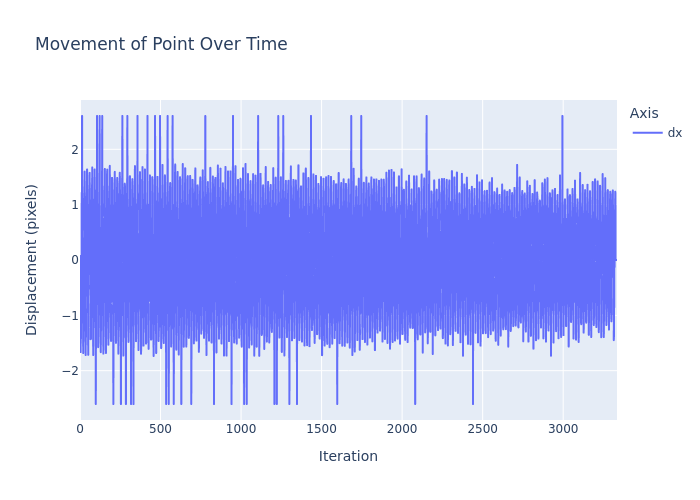 Movement of Point Over Time
Axis
dx
2
1
0
−1
−2
Displacement (pixels)
0
500
1000
1500
2000
2500
3000
Iteration